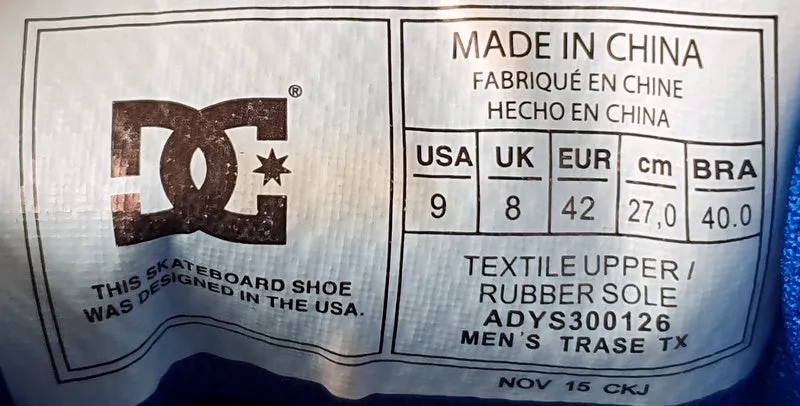 DC®
THIS SKATEBOARD SHOE
WAS DESIGNED IN THE USA.
MADE IN CHINA
FABRIQUÉ EN CHINE
HECHO EN CHINA
USA UK EUR cm BRA
9 8 42 27,0 40.0
TEXTILE UPPER /
RUBBER SOLE
ADYS300126
MEN'S TRASE TX
NOV 15 CKJ